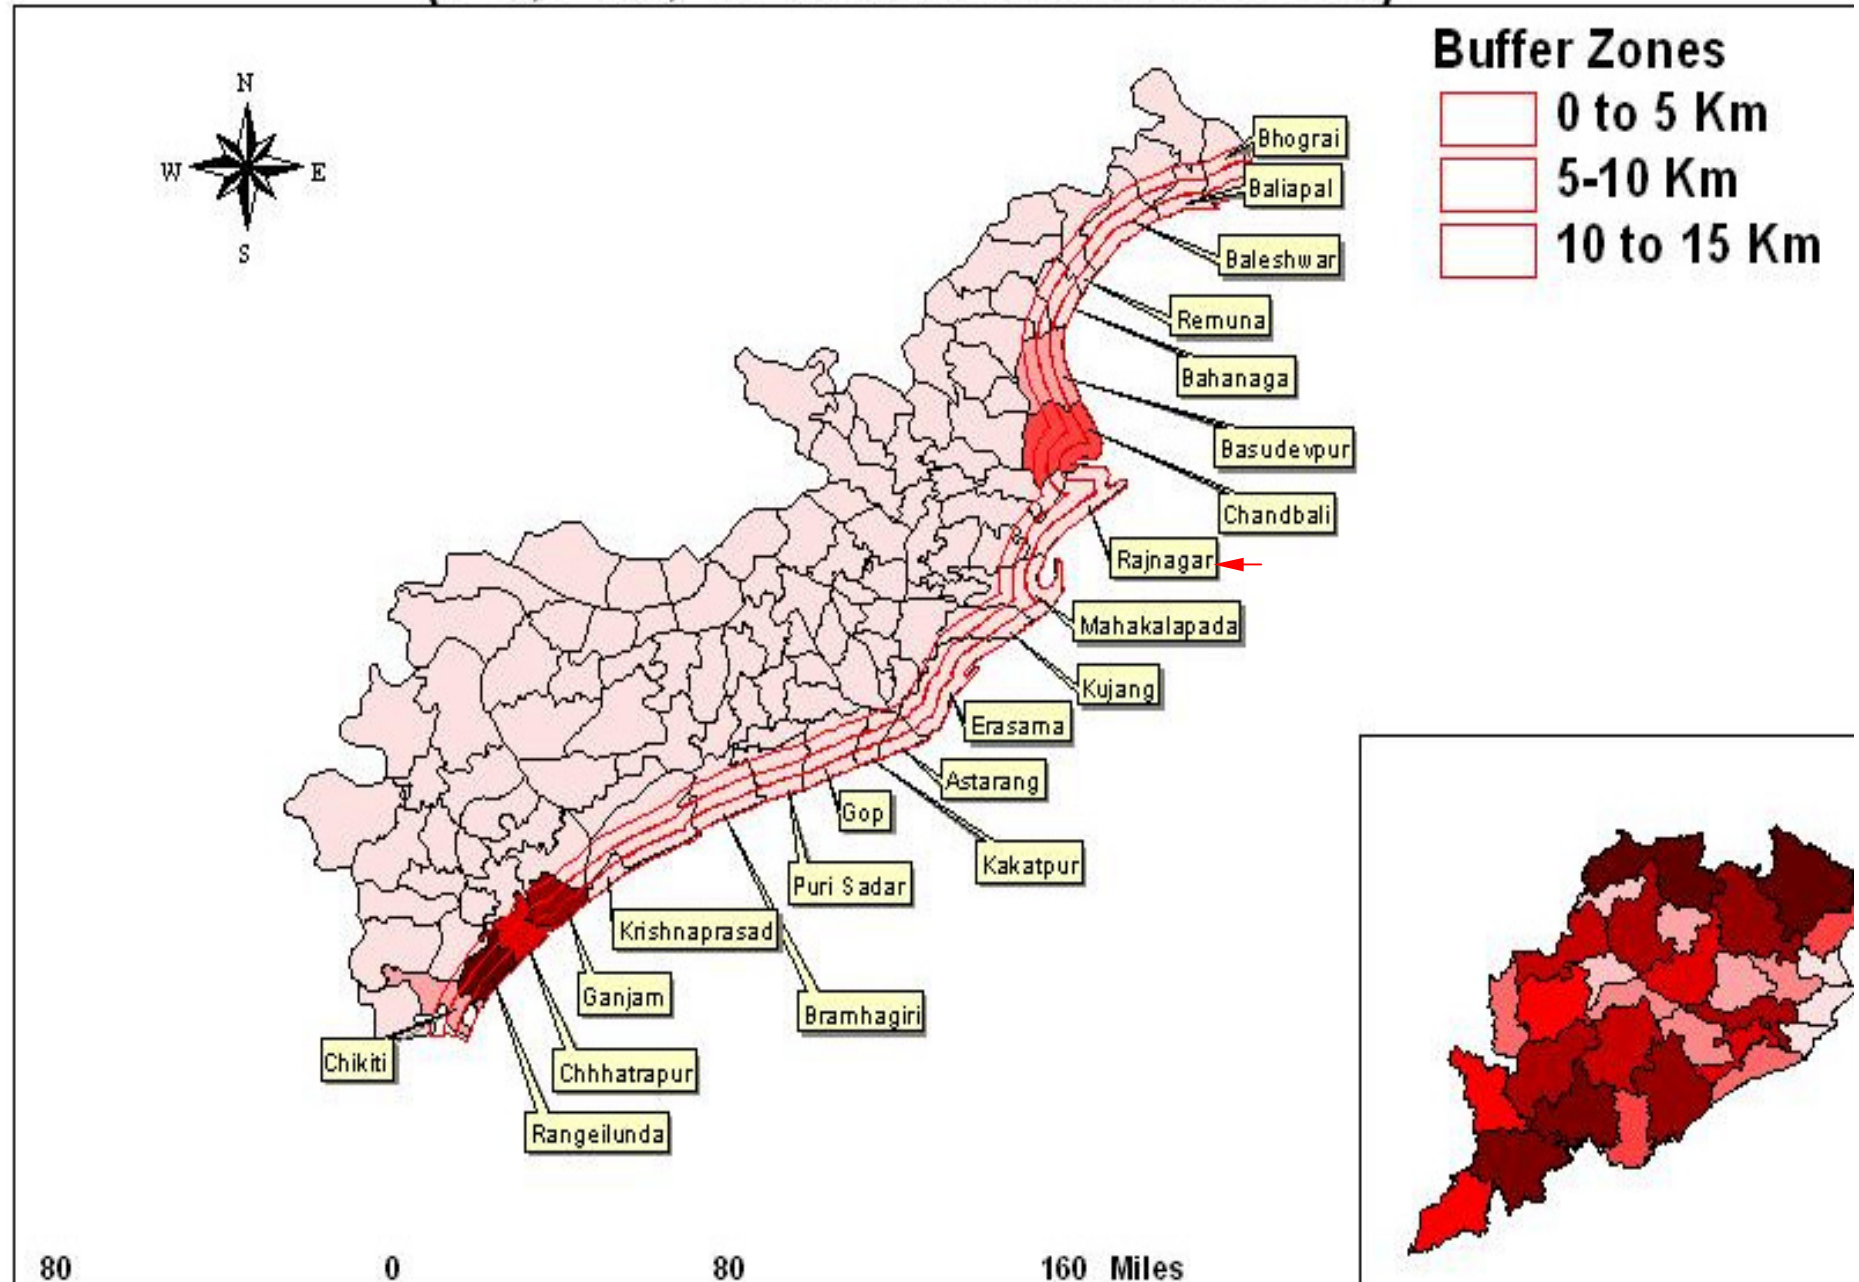 Buffer Zones
0 to 5 Km
5-10 Km
10 to 15 Km
N
W
E
S
Bhograi
Baliapal
Baleshwar
Remuna
Bahanaga
Basudevpur
Chandbali
Rajnagar
Mahakalapada
Kujang
Erasama
Astarang
Gop
Kakatpur
Puri Sadar
Krishnaprasad
Ganjam
Bramhagiri
Chikiti
Chhhatrapur
Rangeilunda
80 0 80 160 Miles